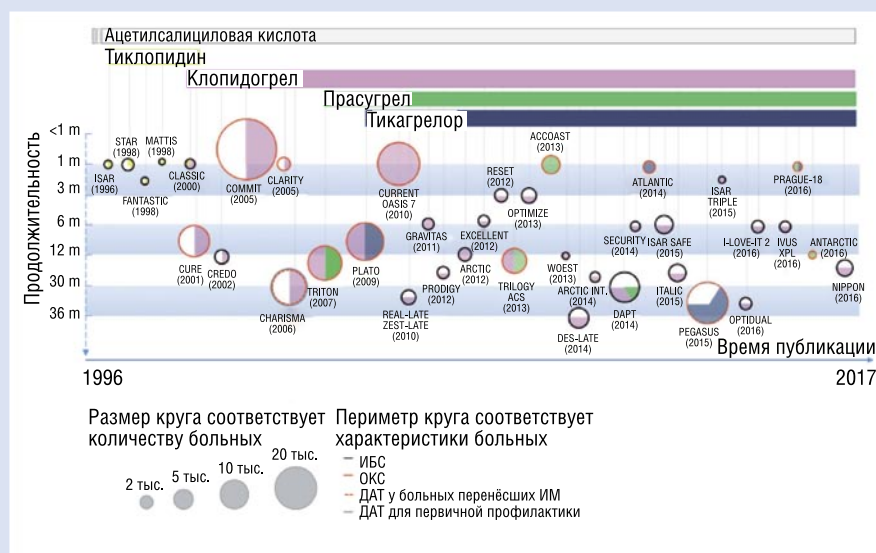 Ацетилсалициловая кислота
Тиклопидин
Клопидогрел
Прасугрел
Тикагрелор
Продолжительность
<1 m
1 m
3 m
6 m
12 m
30 m
36 m
ISAR
(1996)
STAR
(1998)
FANTASTIC
(1998)
MATTIS
(1998)
CLASSIC
(2000)
COMMIT
(2005)
CLARITY
(2005)
CURRENT
OASIS 7
(2010)
RESET
(2012)
OPTIMIZE
(2013)
ACCOAST
(2013)
ATLANTIC
(2014)
ISAR
TRIPLE
(2015)
PRAGUE-18
(2016)
CURE
(2001)
CREDO
(2002)
CHARISMA
(2006)
TRITON
(2007)
PLATO
(2009)
REAL-LATE
ZEST-LATE
(2010)
GRAVITAS
(2011)
PRODIGY
(2012)
ARCTIC
(2012)
EXCELLENT
(2012)
TRILOGY
ACS
(2013)
WOEST
(2013)
ARCTIC INT.
(2014)
DES-LATE
(2014)
DAPT
(2014)
SECURITY
(2014)
ISAR SAFE
(2015)
ITALIC
(2015)
PEGASUS
(2015)
OPTIDUAL
(2016)
I-LOVE-IT 2
(2016)
IVUS
XPL
(2016)
ANTARCTIC
(2016)
NIPPON
(2016)
Время публикации
1996
2017
Размер круга соответствует
количеству больных
2 тыс.
5 тыс.
10 тыс.
20 тыс.
Периметр круга соответствует
характеристики больных
ИБС
ОКС
ДАТ у больных перенёсших ИМ
ДАТ для первичной профилактики